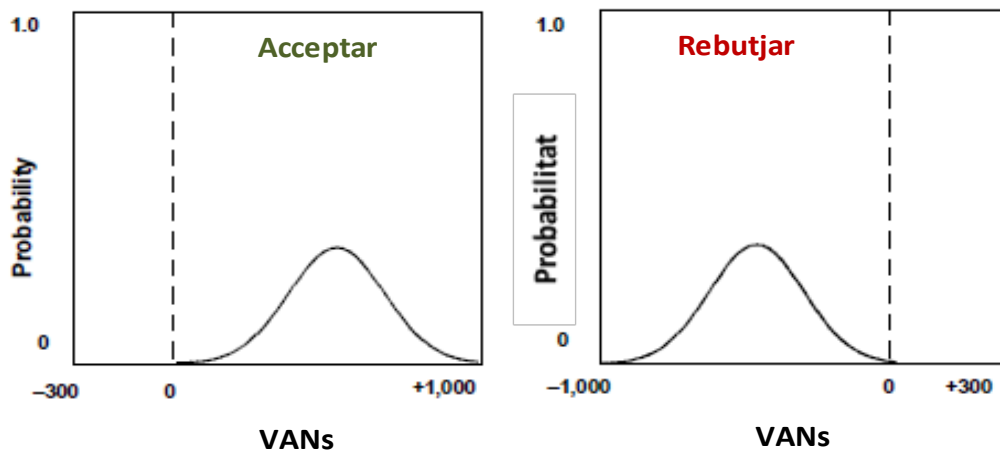 1.0
Acceptar
Probability
0
–300
0
+1,000
VANs
1.0
Rebutjar
Probabilitat
0
–1,000
0
+300
VANs